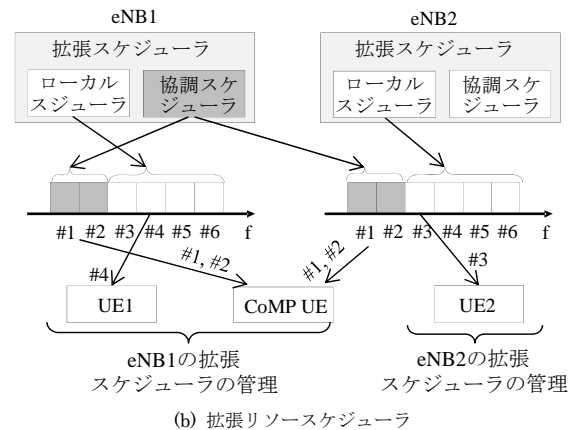 eNB1
eNB2
拡張スケジューラ
拡張スケジューラ
ローカル
スジューラ
協調スケ
ジューラ
ローカル
スジューラ
協調スケ
ジューラ
#1 #2 #3 #4 #5 #6 f
#1 #2 #3 #4 #5 #6 f
#4
#1, #2
#1, #2
#3
UE1
CoMP UE
UE2
eNB1の拡張
スケジューラの管理
eNB2の拡張
スケジューラの管理
(b) 拡張リソースケジューラ